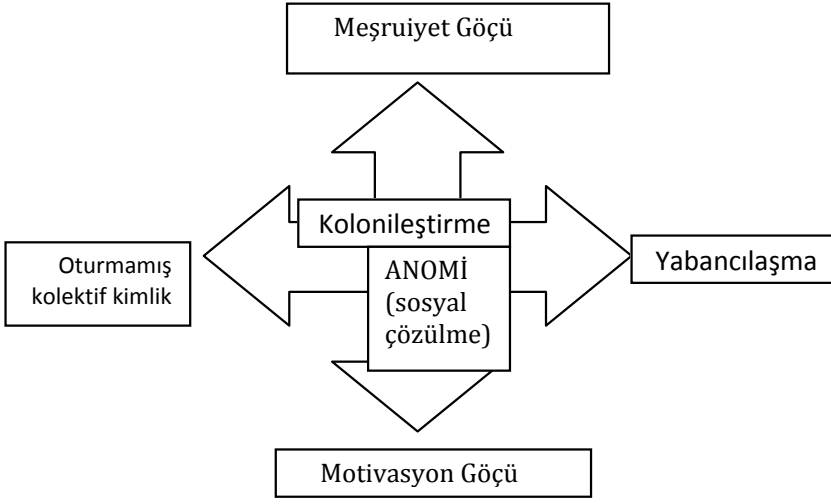 Meşruiyet Göçü
Kolonileştirme
Oturmamış
kolektif kimlik
ANOMİ
(sosyal
çözülme)
Yabancılaşma
Motivasyon Göçü